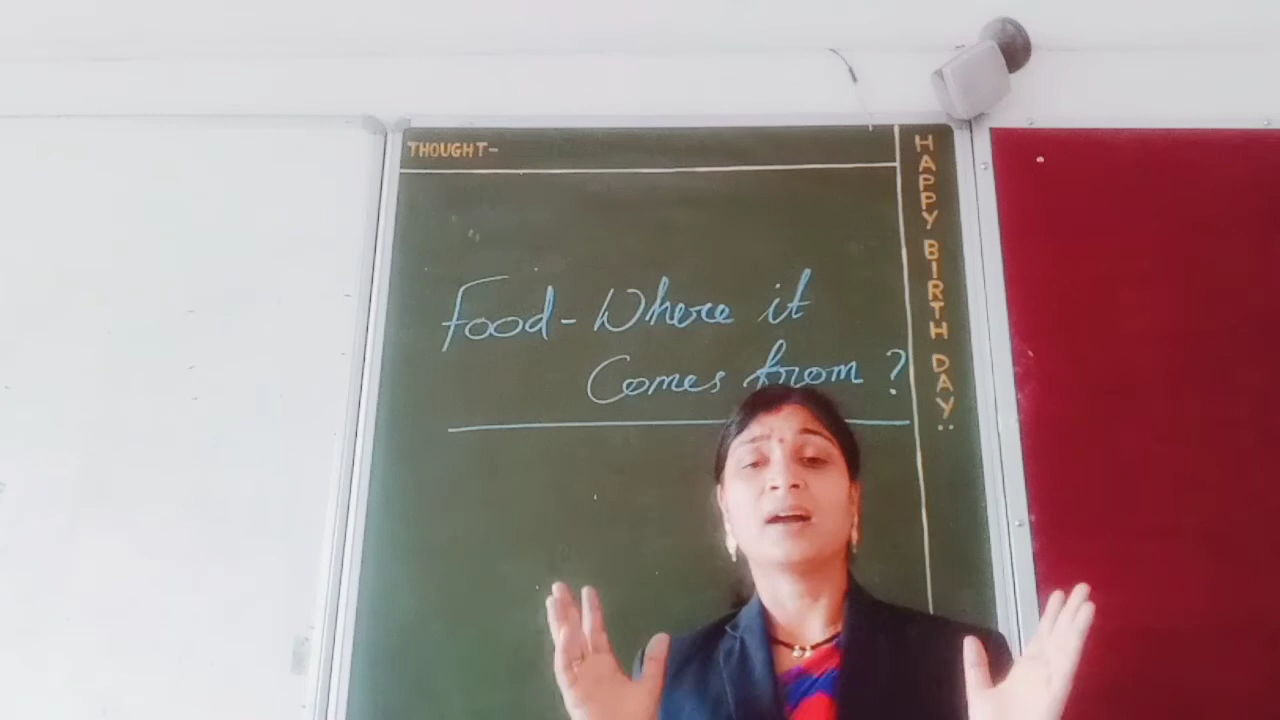 THOUGHT-
Food - Where it
Comes from ?
HAPPY BIRTH DAY: